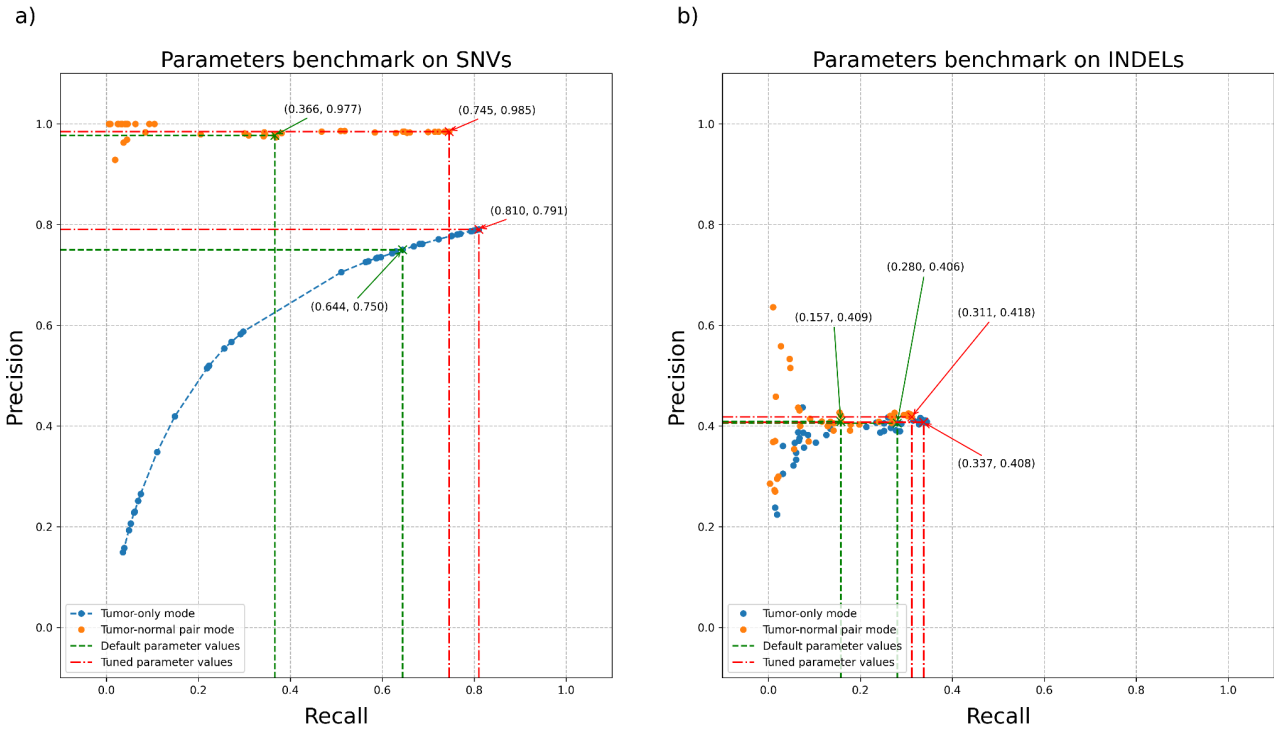 a)
Parameters benchmark on SNVs
Precision
1.0
0.8
0.6
0.4
0.2
0.0
(0.366, 0.977)
(0.745, 0.985)
(0.810, 0.791)
(0.644, 0.750)
Tumor-only mode
Tumor-normal pair mode
Default parameter values
Tuned parameter values
0.0 0.2 0.4 0.6 0.8 1.0
Recall
b)
Parameters benchmark on INDELs
Precision
1.0
0.8
0.6
0.4
0.2
0.0
(0.280, 0.406)
(0.157, 0.409)
(0.311, 0.418)
(0.337, 0.408)
Tumor-only mode
Tumor-normal pair mode
Default parameter values
Tuned parameter values
0.0 0.2 0.4 0.6 0.8 1.0
Recall